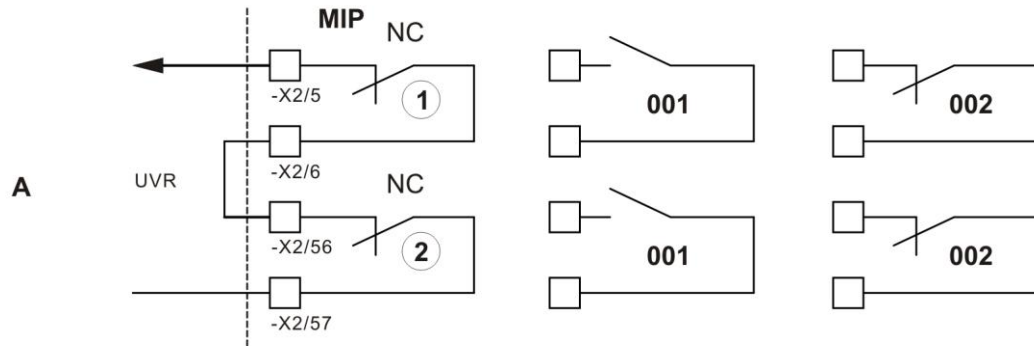 MIP
NC
-X2/5
1
001
002
-X2/6
A
UVR
NC
-X2/56
2
001
002
-X2/57